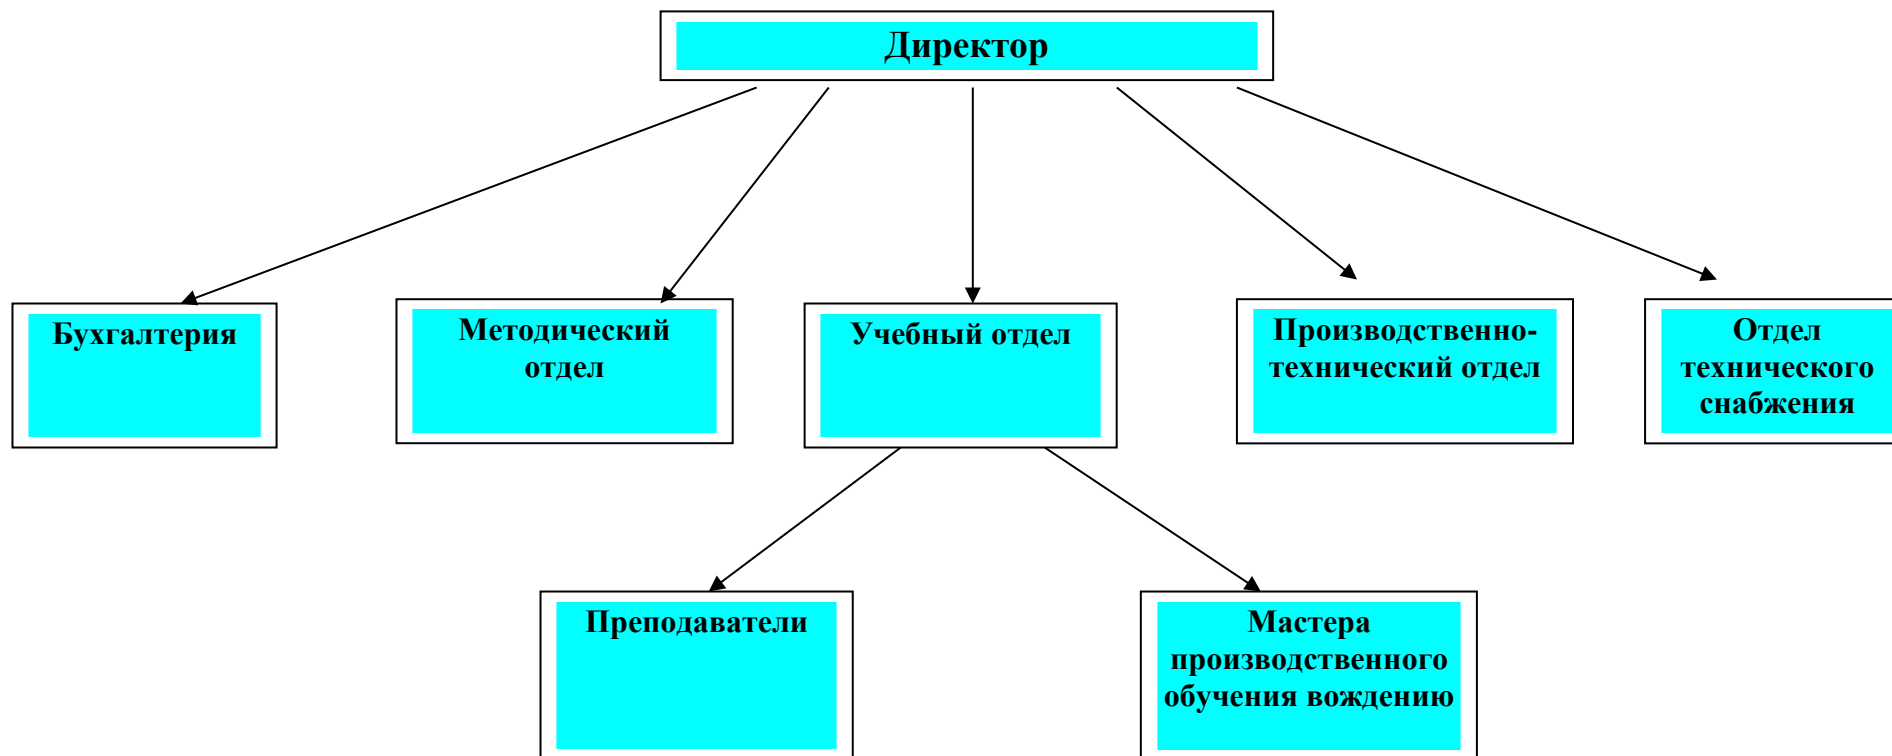 Директор
Бухгалтерия
Методический
отдел
Учебный отдел
Производственно-
технический отдел
Отдел
технического
снабжения
Преподаватели
Мастера
производственного
обучения вождению